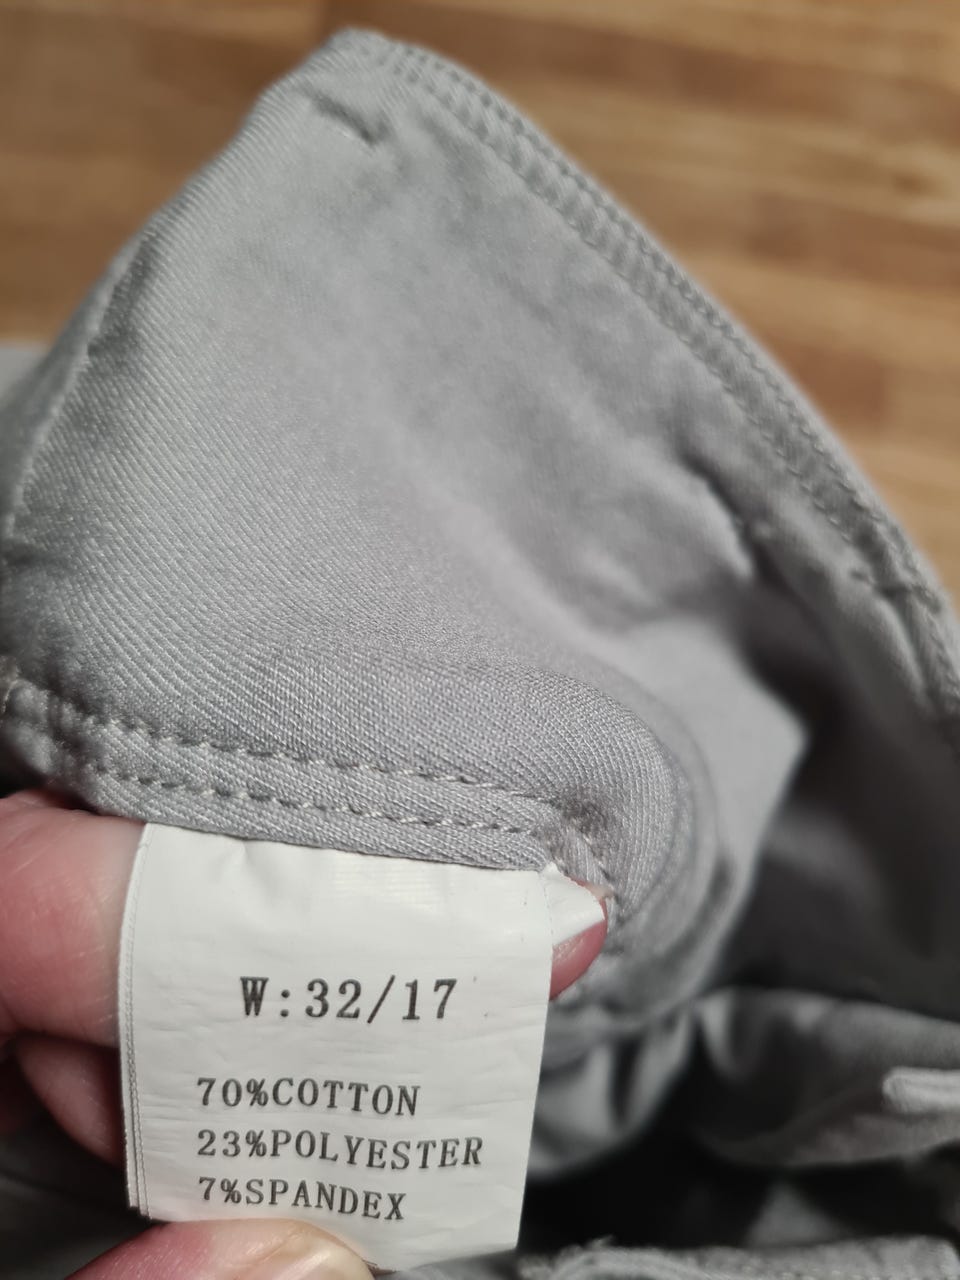 W:32/17
70%COTTON
23%POLYESTER
7%SPANDEX